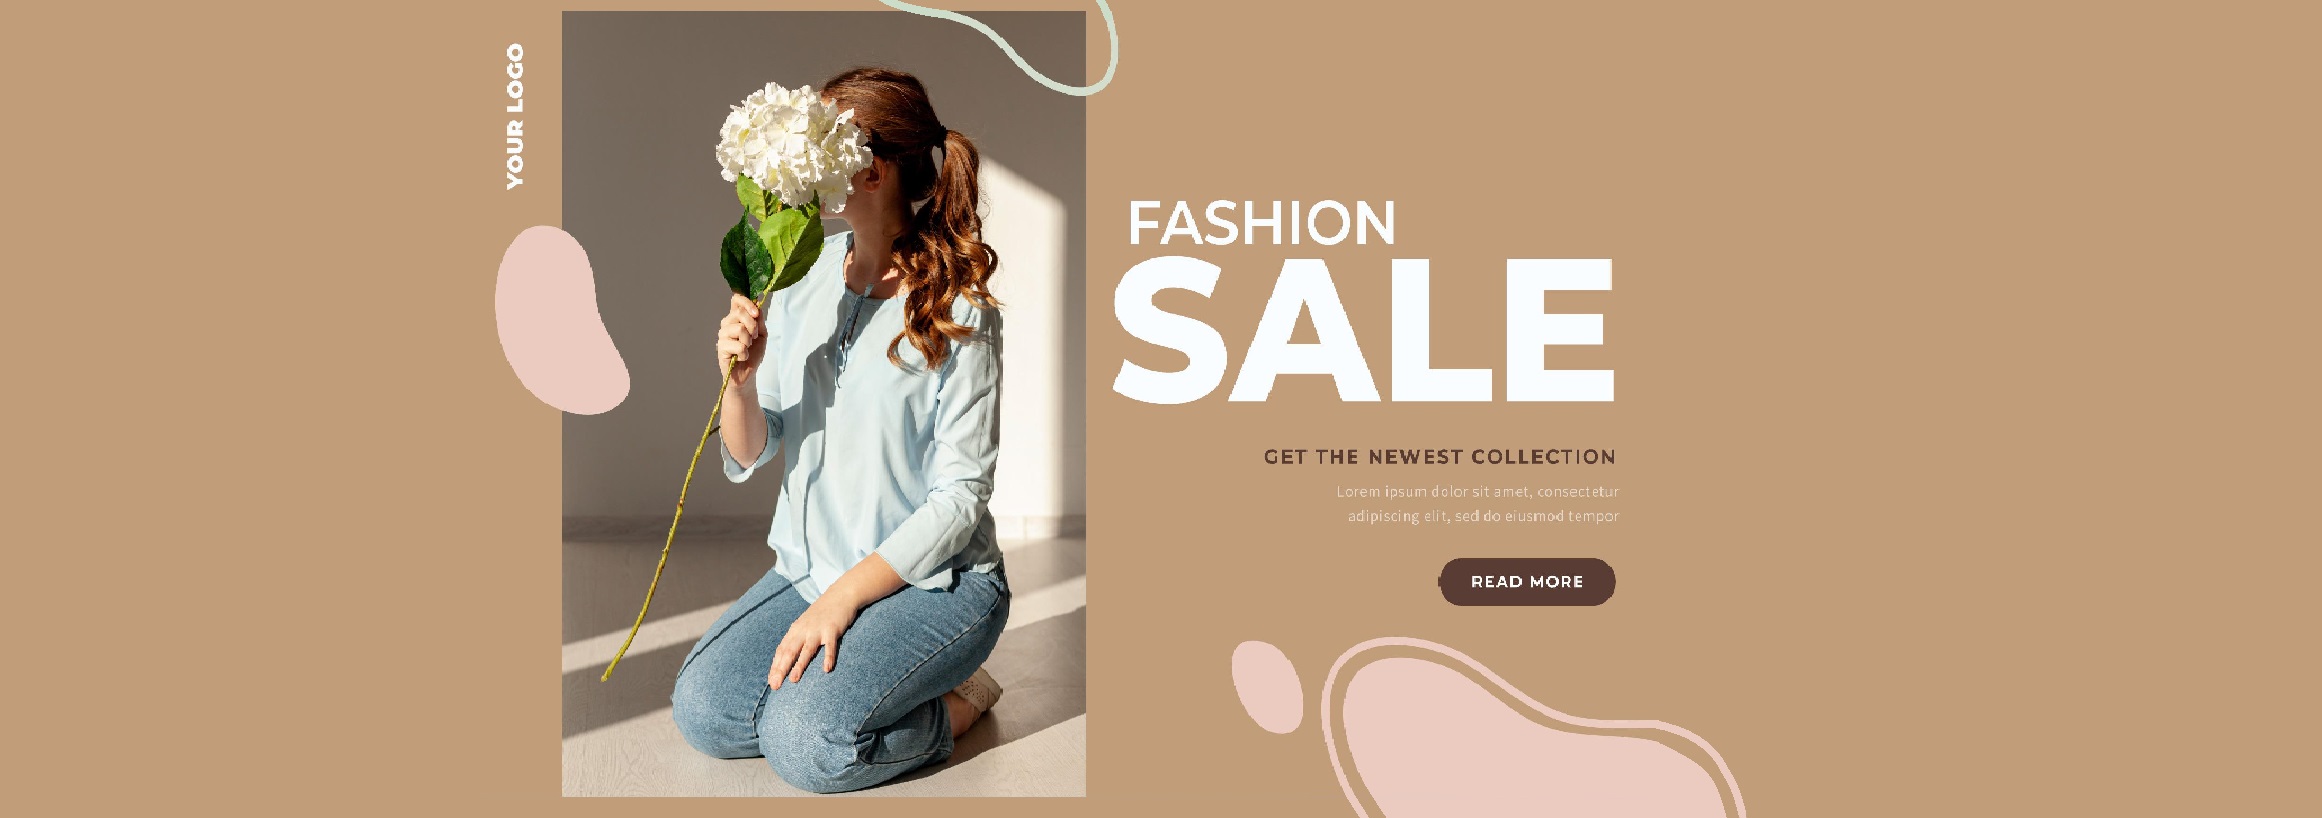 YOUR LOGO
FASHION
SALE
GET THE NEWEST COLLECTION
Lorem ipsum dolor sit amet, consectetur
adipiscing elit, sed do eiusmod tempor
READ MORE